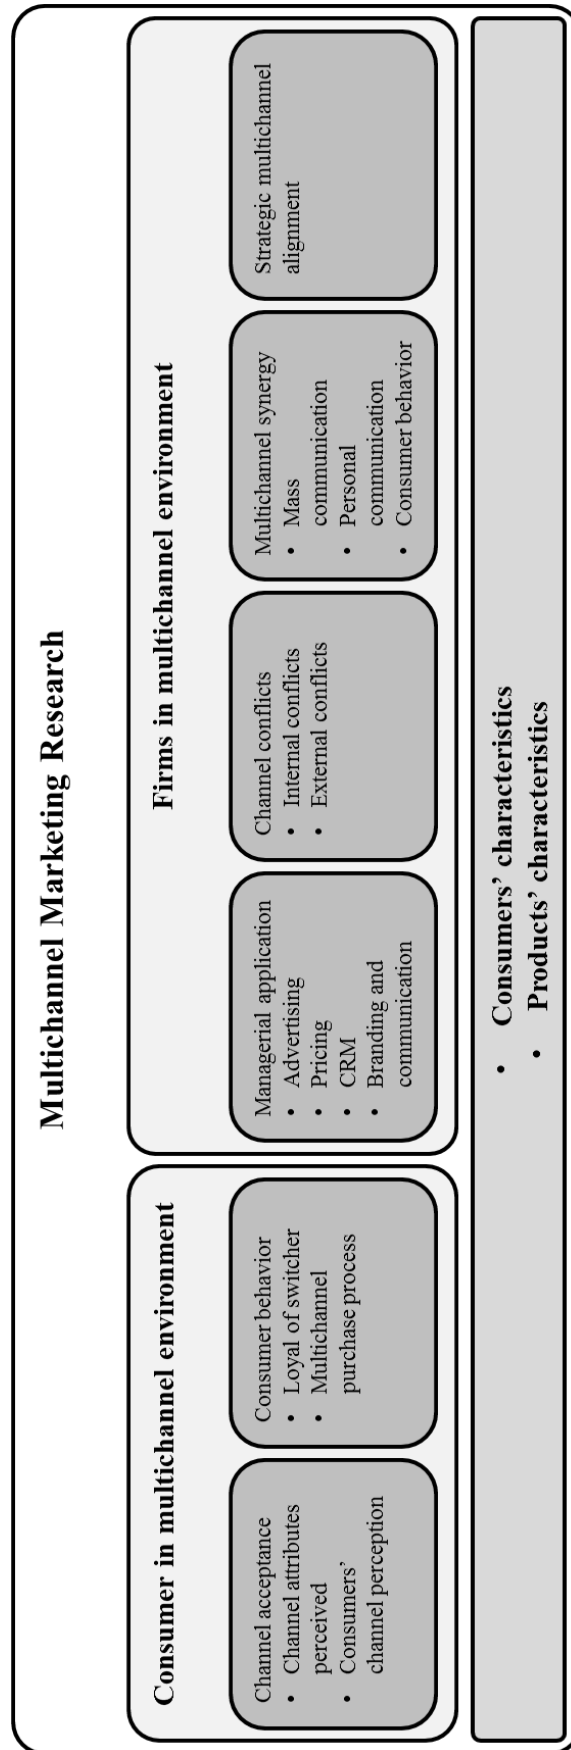 Multichannel Marketing Research
Consumer in multichannel environment
Channel acceptance
• Channel attributes
perceived
• Consumers’
channel perception
Consumer behavior
• Loyal of switcher
• Multichannel
purchase process
Firms in multichannel environment
Managerial application
• Advertising
• Pricing
• CRM
• Branding and
communication
Channel conflicts
• Internal conflicts
• External conflicts
Multichannel synergy
• Mass
communication
• Personal
communication
• Consumer behavior
Strategic multichannel
alignment
• Consumers’ characteristics
• Products’ characteristics